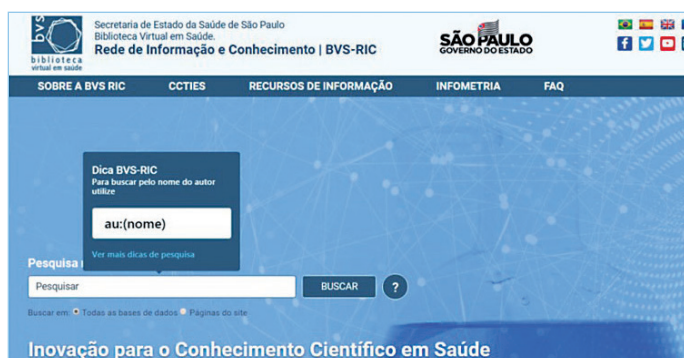 bvs
biblioteca
virtual em saúde
Secretaria de Estado da Saúde de São Paulo
Biblioteca Virtual em Saúde.
Rede de Informação e Conhecimento | BVS-RIC
SÃO PAULO
GOVERNO DO ESTADO
SOBRE A BVS RIC CCTIES RECURSOS DE INFORMAÇÃO INFOMETRIA FAQ
Dica BVS-RIC
Para buscar pelo nome do autor
utilize
au:(nome)
Ver mais dicas de pesquisa
Pesquisa
Pesquisar BUSCAR ?
Buscar em: Todas as bases de dados Páginas do site
Inovação para o Conhecimento Científico em Saúde